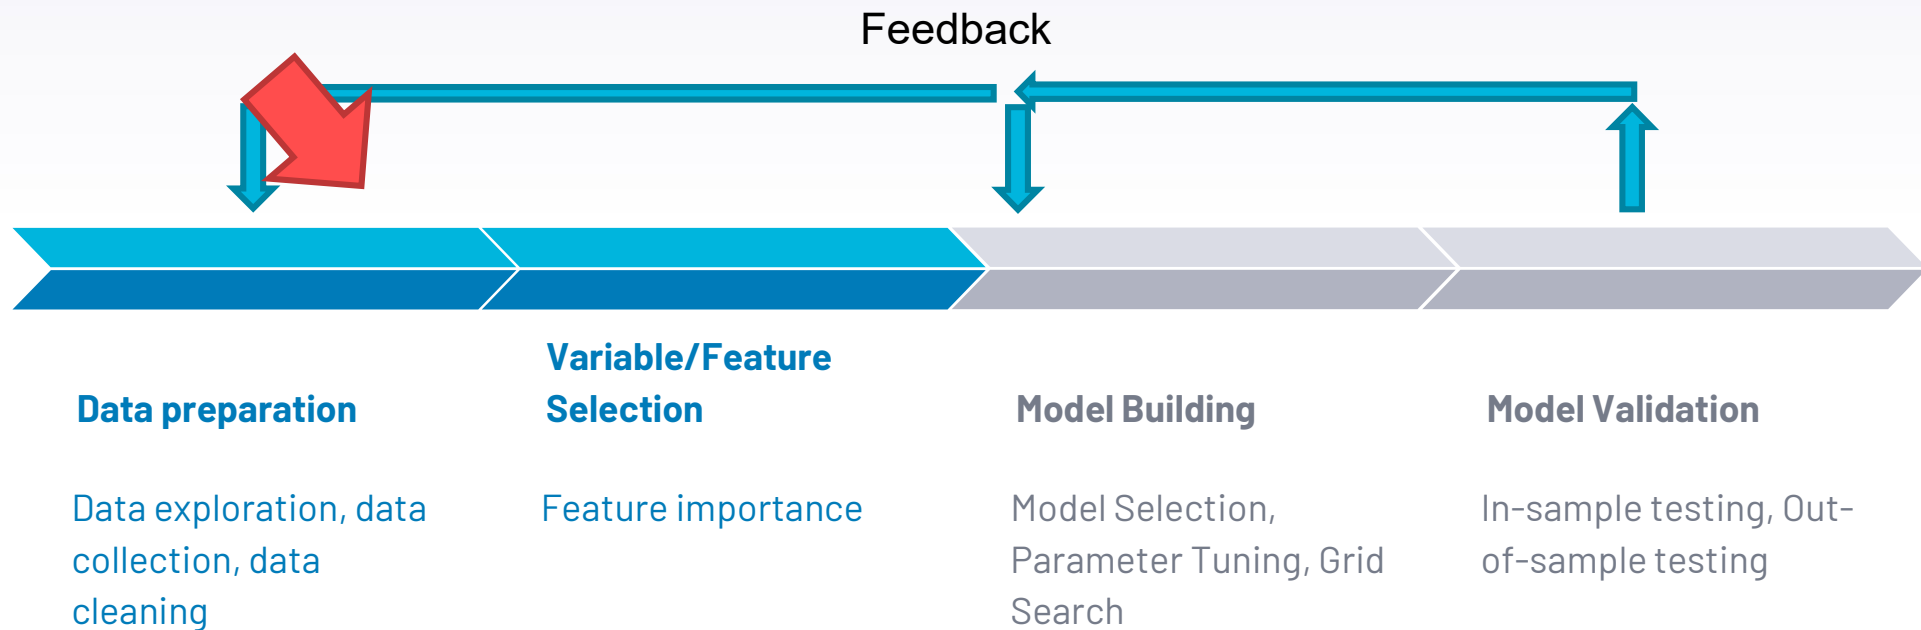 Feedback
Data preparation
Variable/Feature
Selection
Model Building
Model Validation
Data exploration, data
collection, data
cleaning
Feature importance
Model Selection,
Parameter Tuning, Grid
Search
In-sample testing, Out-
of-sample testing